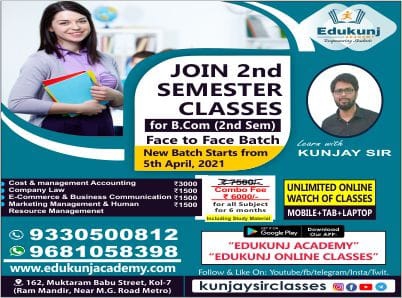 Edukunj
ACADEMY
Empowering Students
JOIN 2nd
SEMESTER
CLASSES
for B.Com (2nd Sem)
Face to Face Batch
New Batch Starts from
5th April, 2021
Learn with
KUNJAY SIR
Cost & management Accounting ₹3000
Company Law ₹1500
E-Commerce & Business Communication ₹1500
Marketing Management & Human ₹1500
Resource Managemenet
₹ 7500/-
Combo Fee
₹ 6000/-
for all Subject
for 6 months
Including Study Material
UNLIMITED ONLINE
WATCH OF CLASSES
MOBILE+TAB+LAPTOP
GET IT ON
Google Play
Download
Our APP
9330500812
9681058398
www.edukunjacademy.com
162, Muktaram Babu Street, Kol-7
(Ram Mandir, Near M.G. Road Metro)
"EDUKUNJ ACADEMY"
"EDUKUNJ ONLINE CLASSES"
Follow & Like On: Youtube/fb/telegram/Insta/Twit.
kunjaysirclasses